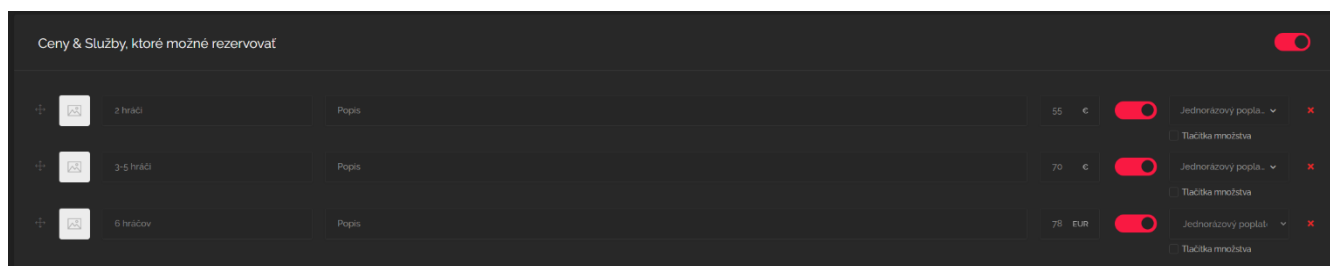 Ceny & Služby, ktoré možné rezervovať
2 hráči Popis 55 € Jednorázový popla...
Tlačítka množstva
3-5 hráči Popis 70 € Jednorázový popla...
Tlačítka množstva
6 hráčov Popis 78 EUR Jednorázový poplat
Tlačítka množstva